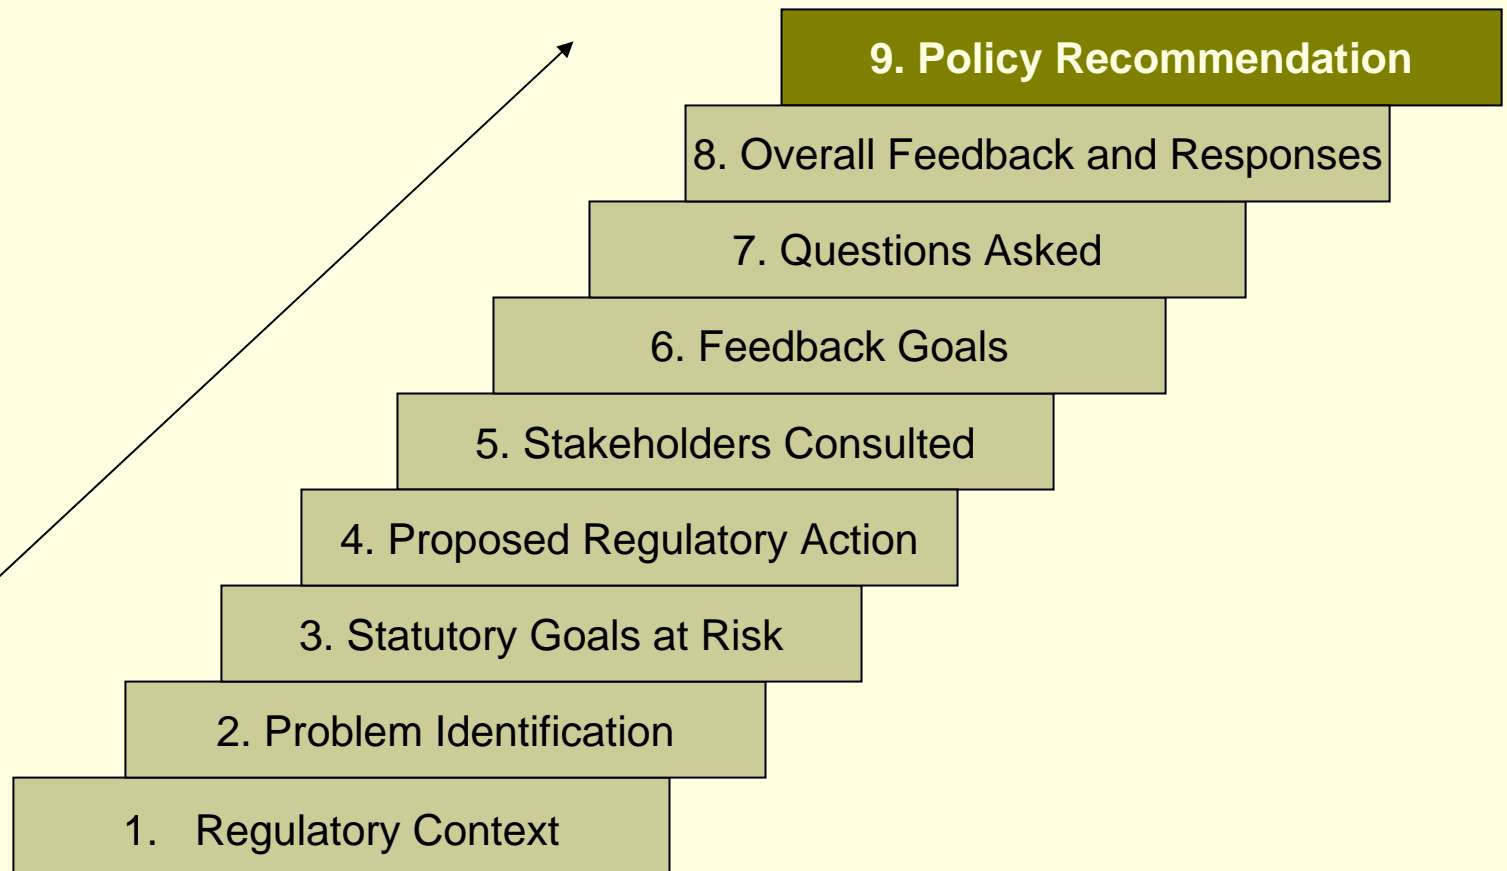 9. Policy Recommendation
8. Overall Feedback and Responses
7. Questions Asked
6. Feedback Goals
5. Stakeholders Consulted
4. Proposed Regulatory Action
3. Statutory Goals at Risk
2. Problem Identification
1. Regulatory Context